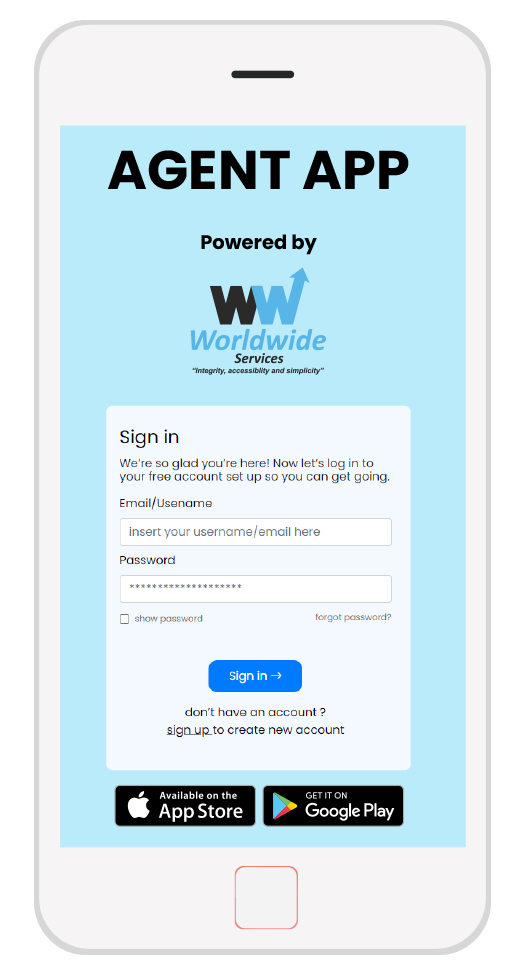 AGENT APP
Powered by
WW
Worldwide
Services
"Integrity, accessiblity and simplicity"
Sign in
We're so glad you're here! Now let's log in to
your free account set up so you can get going.
Email/Usename
insert your username/email here
Password
********************
show password forgot password?
Sign in →
don't have an account ?
sign up to create new account
Available on the GET IT ON
App Store Google Play